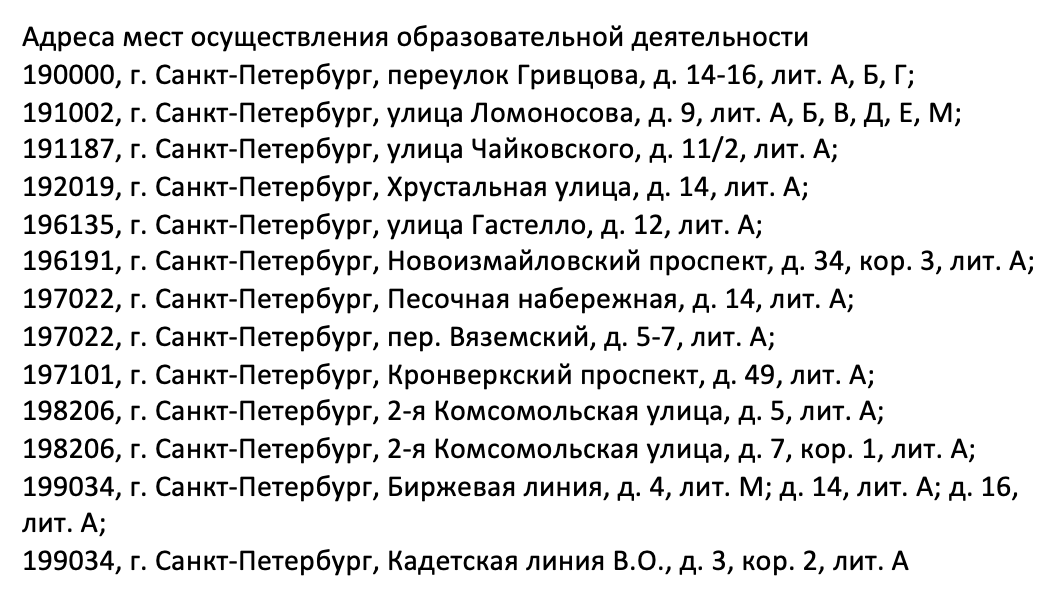 Адреса мест осуществления образовательной деятельности
190000, г. Санкт-Петербург, переулок Гривцова, д. 14-16, лит. А, Б, Г;
191002, г. Санкт-Петербург, улица Ломоносова, д. 9, лит. А, Б, В, Д, Е, М;
191187, г. Санкт-Петербург, улица Чайковского, д. 11/2, лит. А;
192019, г. Санкт-Петербург, Хрустальная улица, д. 14, лит. А;
196135, г. Санкт-Петербург, улица Гастелло, д. 12, лит. А;
196191, г. Санкт-Петербург, Новоизмайловский проспект, д. 34, кор. 3, лит. А;
197022, г. Санкт-Петербург, Песочная набережная, д. 14, лит. А;
197022, г. Санкт-Петербург, пер. Вяземский, д. 5-7, лит. А;
197101, г. Санкт-Петербург, Кронверкский проспект, д. 49, лит. А;
198206, г. Санкт-Петербург, 2-я Комсомольская улица, д. 5, лит. А;
198206, г. Санкт-Петербург, 2-я Комсомольская улица, д. 7, кор. 1, лит. А;
199034, г. Санкт-Петербург, Биржевая линия, д. 4, лит. М; д. 14, лит. А; д. 16,
лит. А;
199034, г. Санкт-Петербург, Кадетская линия В.О., д. 3, кор. 2, лит. А